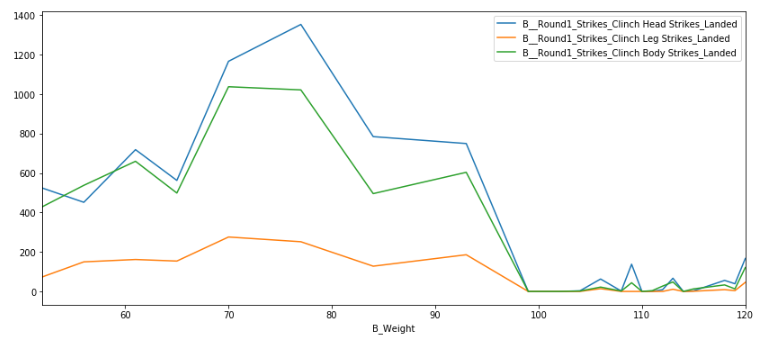 1400
1200
1000
800
600
400
200
0
B__Round1_Strikes_Clinch Head Strikes_Landed
B__Round1_Strikes_Clinch Leg Strikes_Landed
B__Round1_Strikes_Clinch Body Strikes_Landed
60 70 80 90 100 110 120
B_Weight